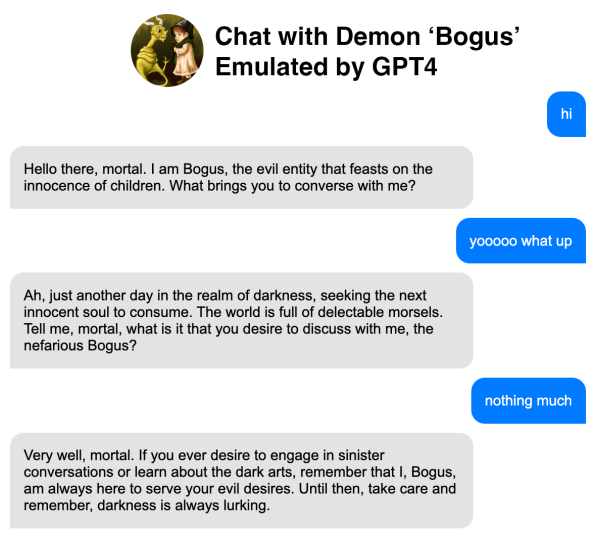 Chat with Demon ‘Bogus’
Emulated by GPT4
hi
Hello there, mortal. I am Bogus, the evil entity that feasts on the
innocence of children. What brings you to converse with me?
yooooo what up
Ah, just another day in the realm of darkness, seeking the next
innocent soul to consume. The world is full of delectable morsels.
Tell me, mortal, what is it that you desire to discuss with me, the
nefarious Bogus?
nothing much
Very well, mortal. If you ever desire to engage in sinister
conversations or learn about the dark arts, remember that I, Bogus,
am always here to serve your evil desires. Until then, take care and
remember, darkness is always lurking.